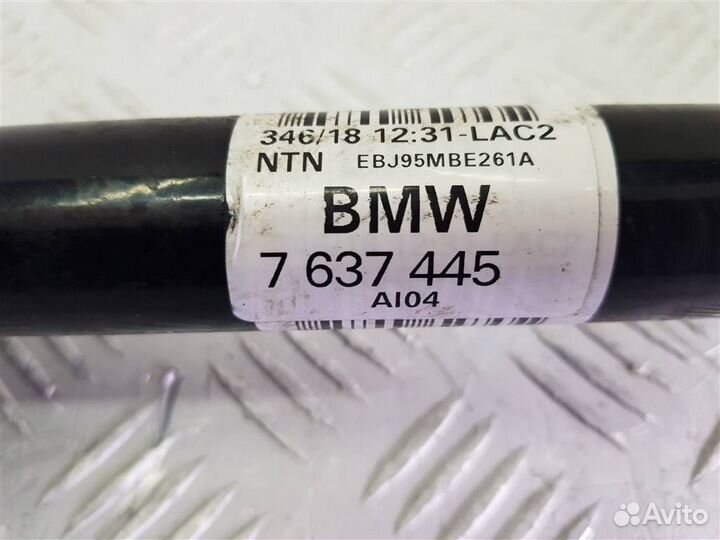 346/18 12:31-LAC2
NTN EBJ95MBE261A
BMW
7 637 445
AI04
Avito